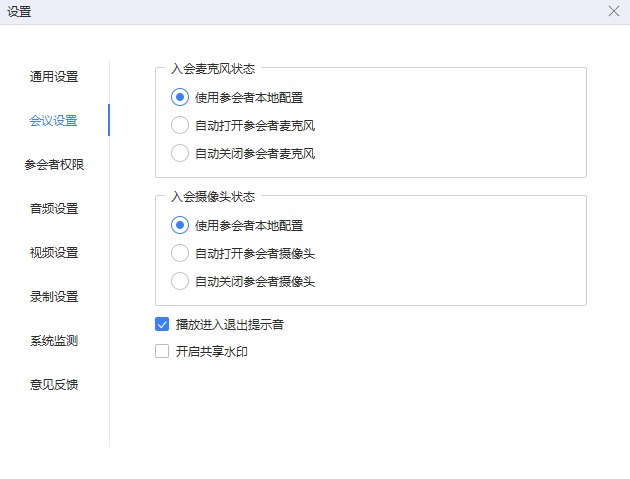 设置
通用设置
会议设置
参会者权限
音频设置
视频设置
录制设置
系统监测
意见反馈
入会麦克风状态
使用参会者本地配置
自动打开参会者麦克风
自动关闭参会者麦克风
入会摄像头状态
使用参会者本地配置
自动打开参会者摄像头
自动关闭参会者摄像头
播放进入退出提示音
开启共享水印